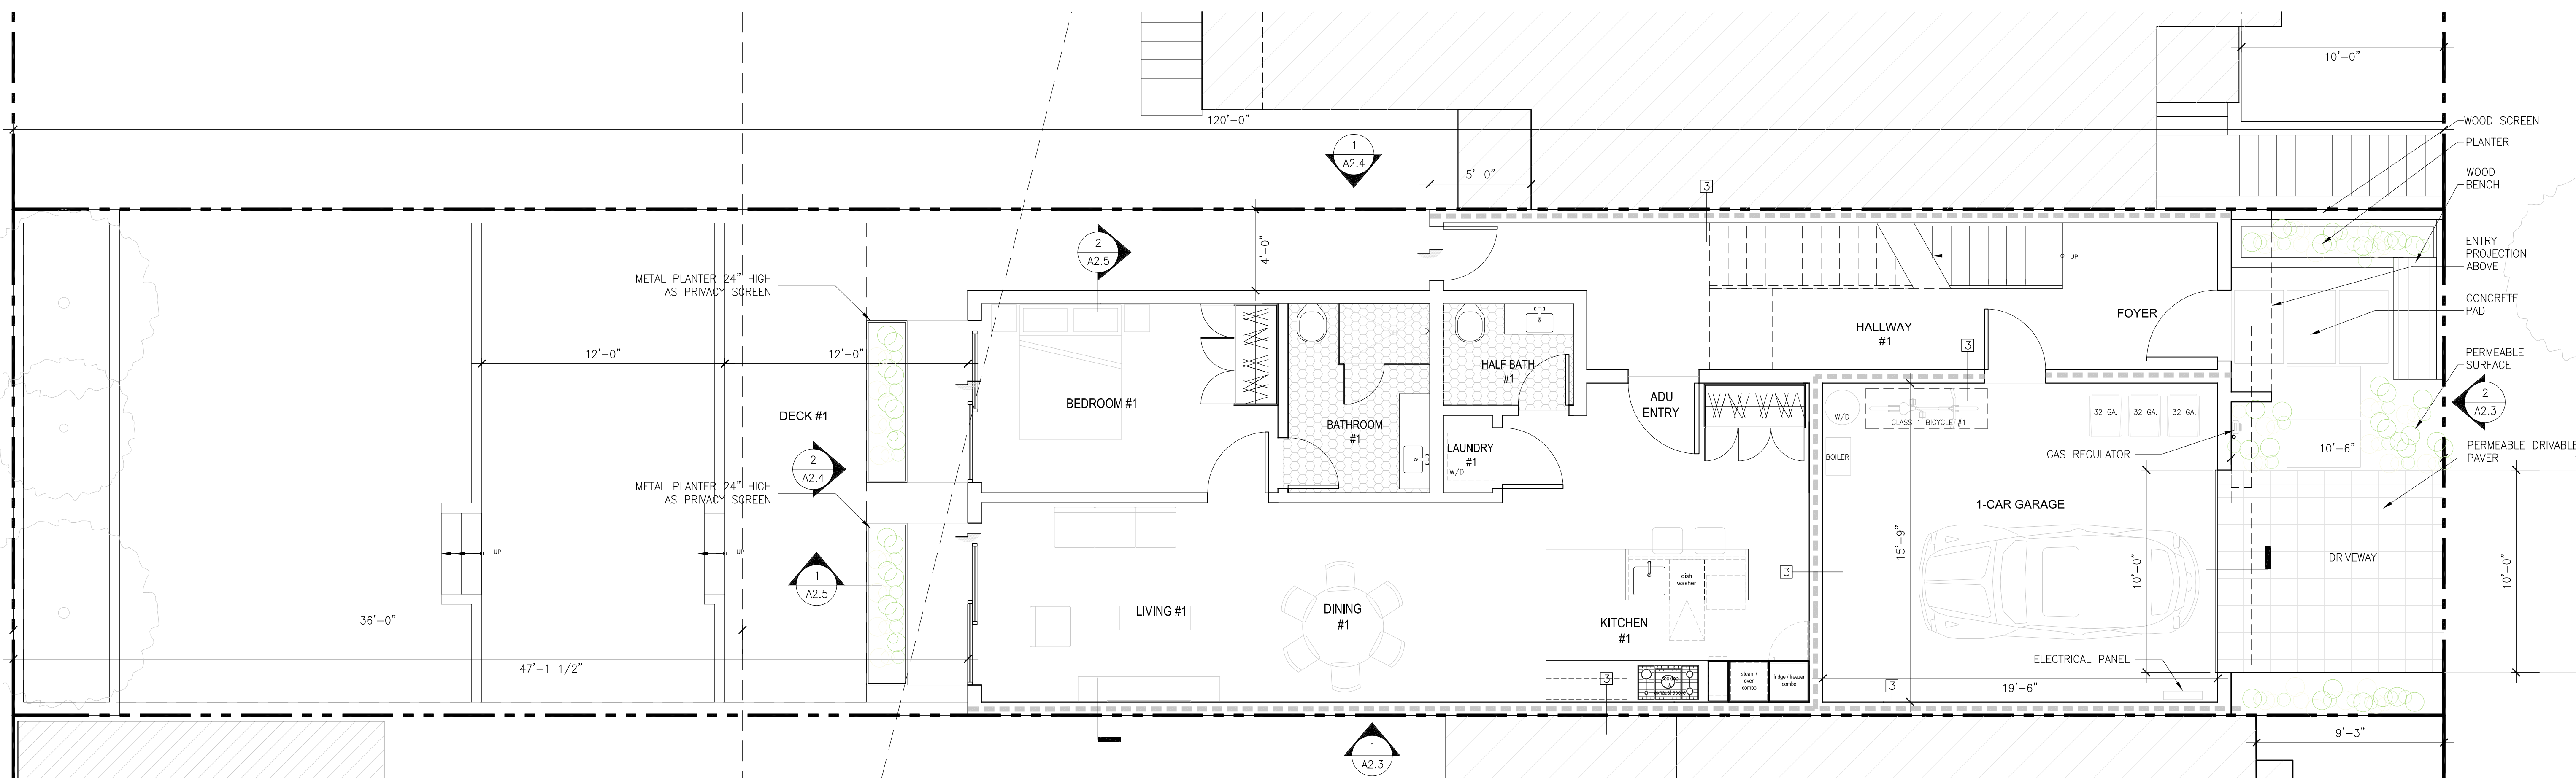 10'-0"
120'-0"
WOOD SCREEN
PLANTER
1
A2.4
5'-0"
3
WOOD
BENCH
2
A2.5
4'-0"
METAL PLANTER 24" HIGH
AS PRIVACY SCREEN
UP
ENTRY
PROJECTION
ABOVE
CONCRETE
PAD
FOYER
HALLWAY
#1
3
12'-0"
12'-0"
HALF BATH
#1
PERMEABLE
SURFACE
DECK #1
BEDROOM #1
ADU
ENTRY
2
A2.3
BATHROOM
#1
W/D
CLASS 1 BICYCLE #1
32 GA.
32 GA.
32 GA.
LAUNDRY
#1
W/D
BOILER
GAS REGULATOR
10'-6"
PERMEABLE DRIVABLE
PAVER
2
A2.4
METAL PLANTER 24" HIGH
AS PRIVACY SCREEN
1-CAR GARAGE
15'-9"
UP
UP
DRIVEWAY
10'-0"
10'-0"
3
dish
washer
1
A2.5
LIVING #1
DINING
#1
KITCHEN
#1
36'-0"
47'-1 1/2"
ELECTRICAL PANEL
3
exhaust above
steam /
oven
combo
fridge / freezer
combo
3
19'-6"
1
A2.3
9'-3"